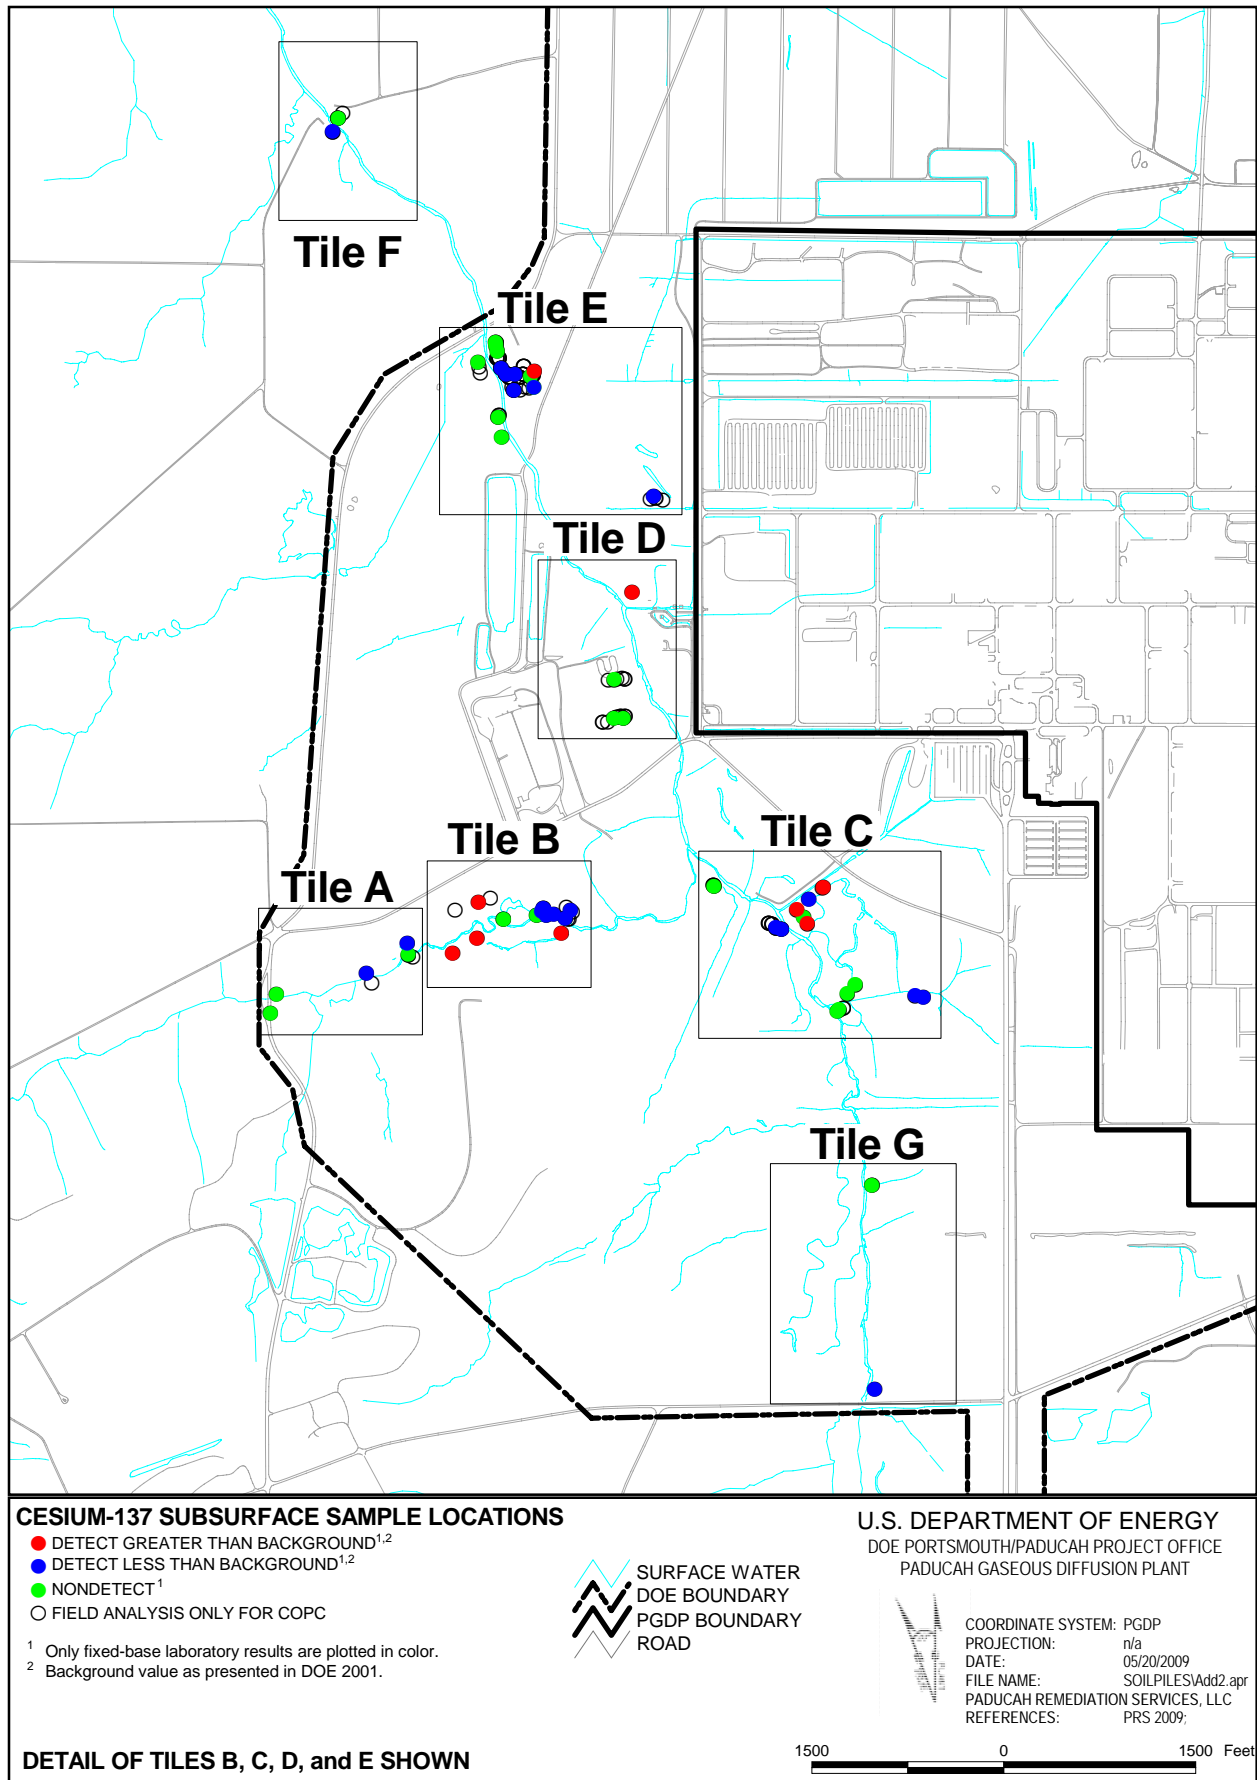 Tile F
Tile E
Tile D
Tile C
Tile B
Tile A
Tile G
CESIUM-137 SUBSURFACE SAMPLE LOCATIONS
DETECT GREATER THAN BACKGROUND1,2
DETECT LESS THAN BACKGROUND1,2
NONDETECT1
FIELD ANALYSIS ONLY FOR COPC
1 Only fixed-base laboratory results are plotted in color.
2 Background value as presented in DOE 2001.
DETAIL OF TILES B, C, D, and E SHOWN
SURFACE WATER
DOE BOUNDARY
PGDP BOUNDARY
ROAD
U.S. DEPARTMENT OF ENERGY
DOE PORTSMOUTH/PADUCAH PROJECT OFFICE
PADUCAH GASEOUS DIFFUSION PLANT
COORDINATE SYSTEM: PGDP
PROJECTION: n/a
DATE: 05/20/2009
FILE NAME: SOILPILES\Add2.apr
PADUCAH REMEDIATION SERVICES, LLC
REFERENCES: PRS 2009;
1500 0 1500 Feet